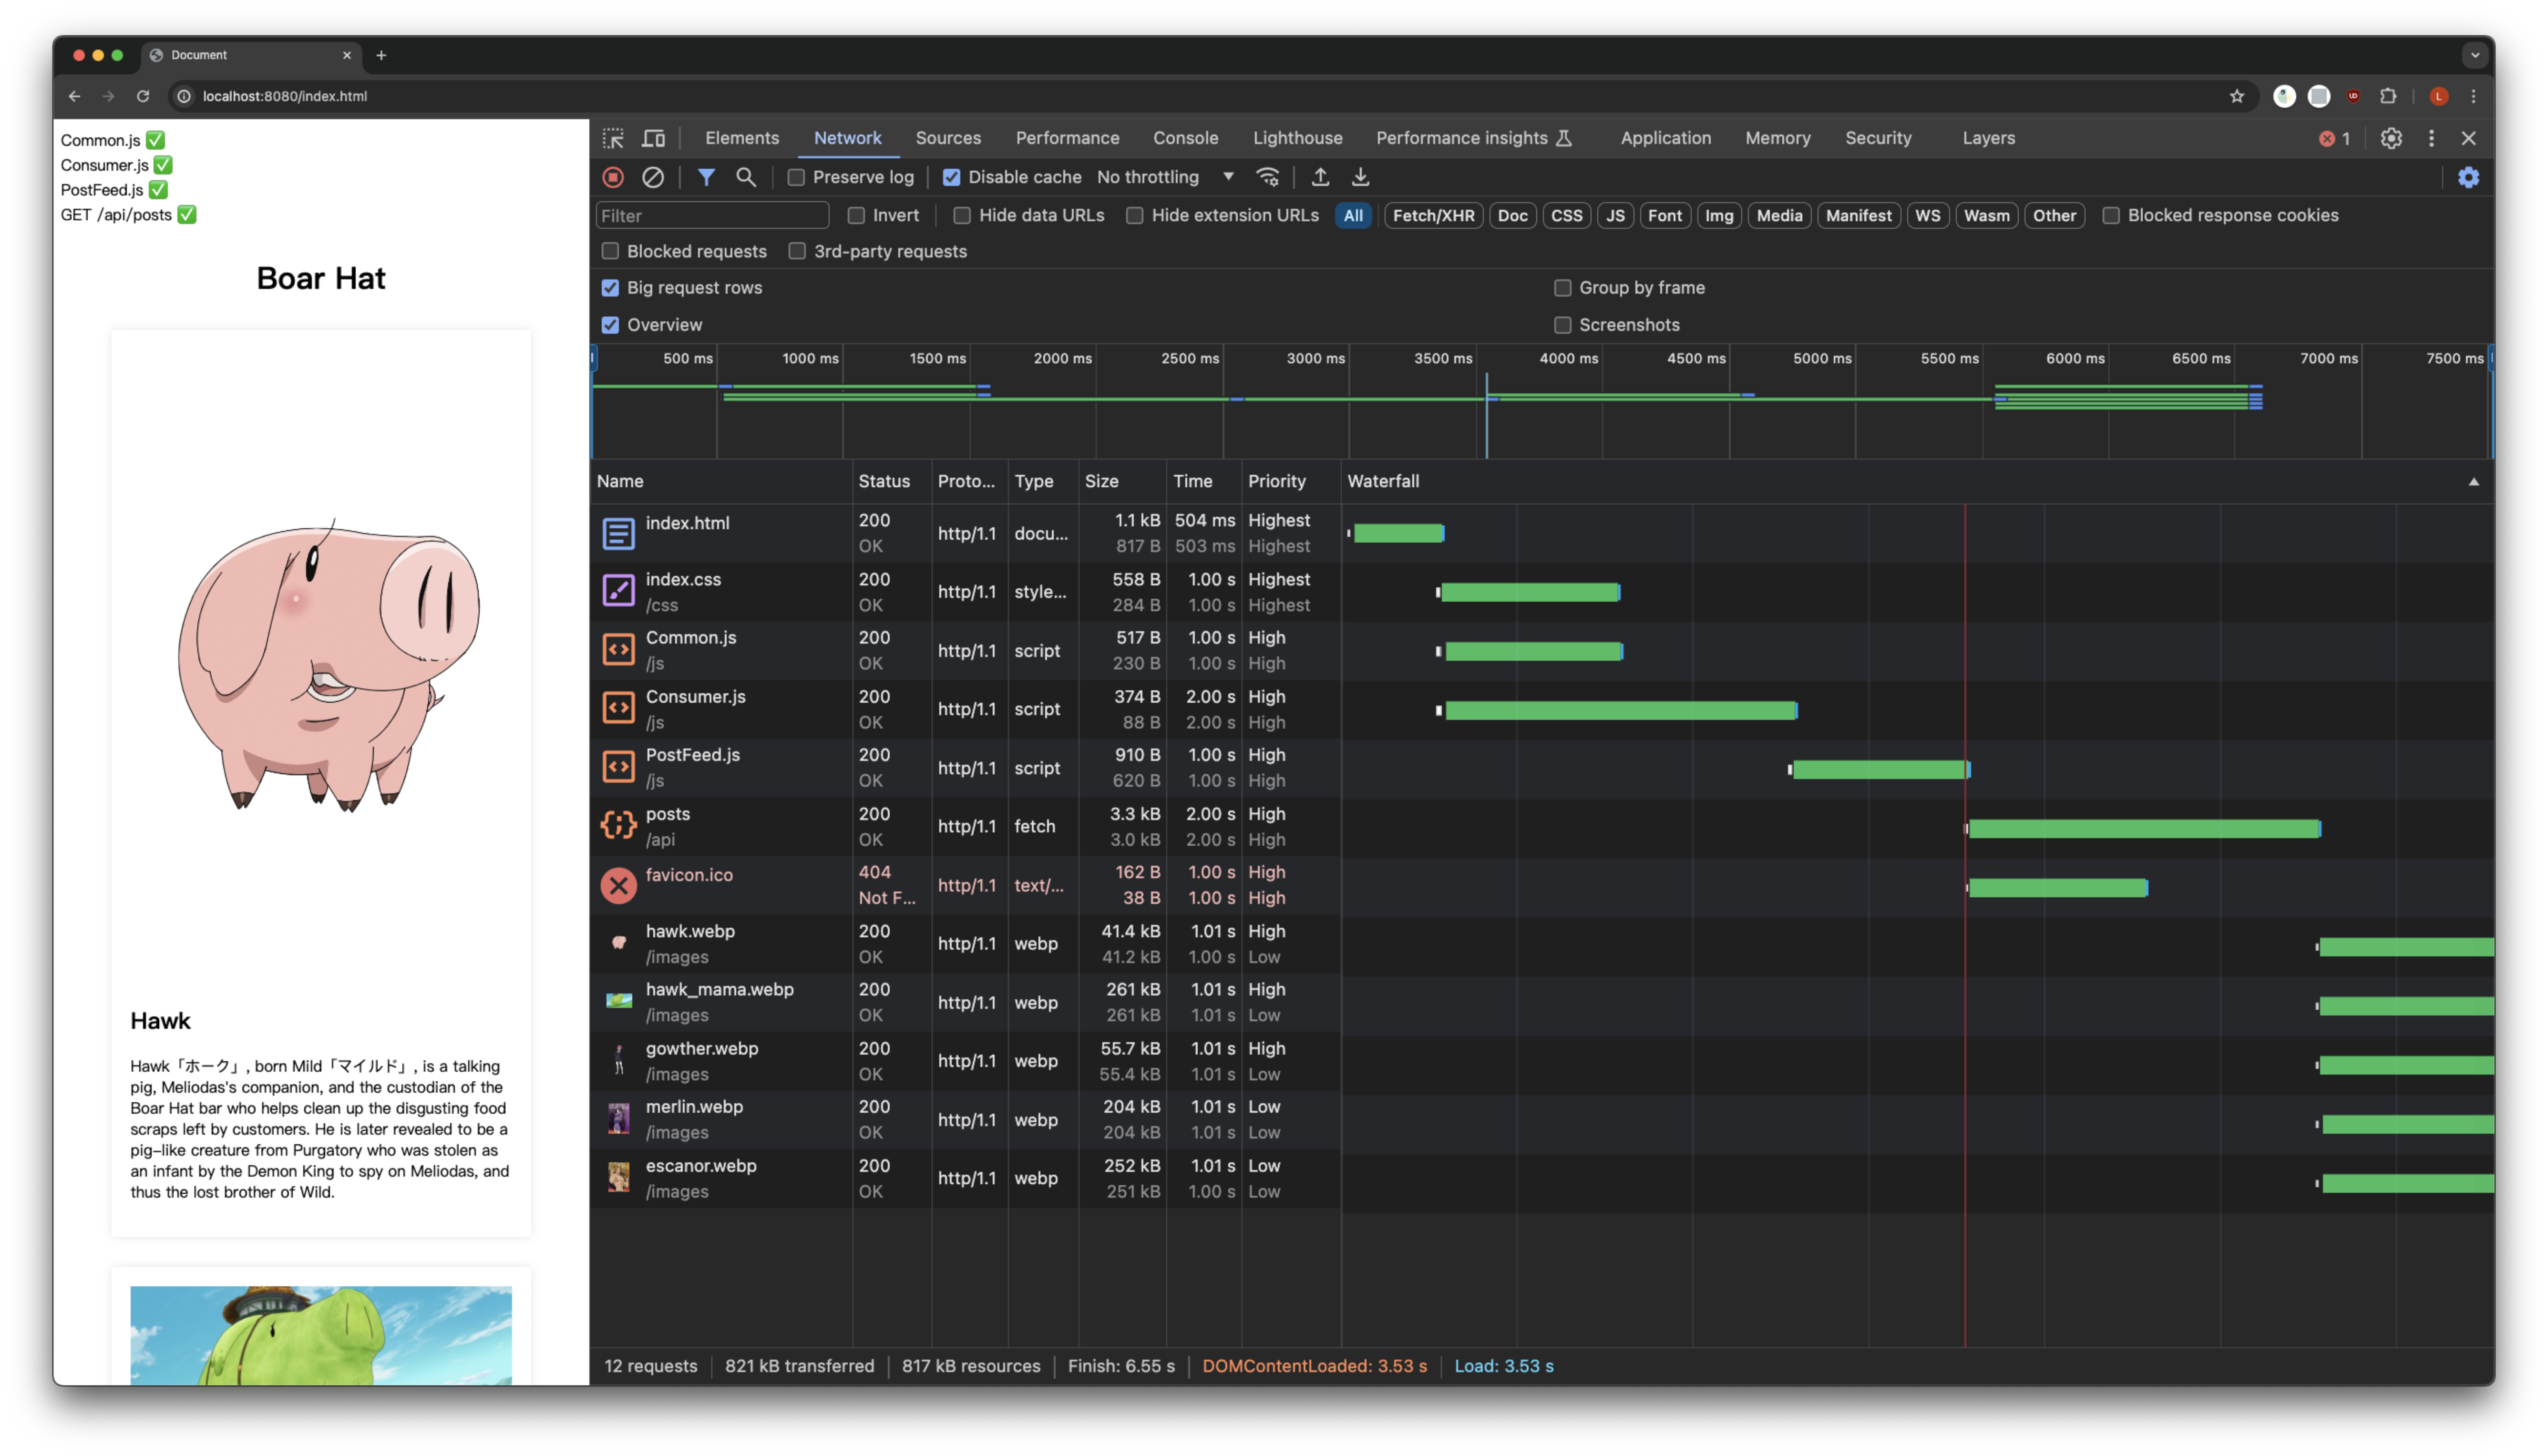 Document
localhost:8080/index.html
L
Common.js ✅
Consumer.js ✅
PostFeed.js ✅
GET /api/posts ✅
Boar Hat
Hawk
Hawk「ホーク」, born Mild「マイルド」, is a talking
pig, Meliodas's companion, and the custodian of the
Boar Hat bar who helps clean up the disgusting food
scraps left by customers. He is later revealed to be a
pig-like creature from Purgatory who was stolen as
an infant by the Demon King to spy on Meliodas, and
thus the lost brother of Wild.
Elements Network Sources Performance Console Lighthouse Performance insights Application Memory Security Layers 1
Preserve log Disable cache No throttling
Filter Invert Hide data URLs Hide extension URLs All Fetch/XHR Doc CSS JS Font Img Media Manifest WS Wasm Other Blocked response cookies
Blocked requests 3rd-party requests
Big request rows Group by frame
Overview Screenshots
500 ms 1000 ms 1500 ms 2000 ms 2500 ms 3000 ms 3500 ms 4000 ms 4500 ms 5000 ms 5500 ms 6000 ms 6500 ms 7000 ms 7500 ms
Name Status Proto... Type Size Time Priority Waterfall
index.html 200 http/1.1 docu... 1.1 kB 504 ms Highest
OK 817 B 503 ms Highest
index.css 200 http/1.1 style... 558 B 1.00 s Highest
/css OK 284 B 1.00 s Highest
Common.js 200 http/1.1 script 517 B 1.00 s High
/js OK 230 B 1.00 s High
Consumer.js 200 http/1.1 script 374 B 2.00 s High
/js OK 88 B 2.00 s High
PostFeed.js 200 http/1.1 script 910 B 1.00 s High
/js OK 620 B 1.00 s High
posts 200 http/1.1 fetch 3.3 kB 2.00 s High
/api OK 3.0 kB 2.00 s High
favicon.ico 404 http/1.1 text/... 162 B 1.00 s High
Not F... 38 B 1.00 s High
hawk.webp 200 http/1.1 webp 41.4 kB 1.01 s High
/images OK 41.2 kB 1.00 s Low
hawk_mama.webp 200 http/1.1 webp 261 kB 1.01 s High
/images OK 261 kB 1.01 s Low
gowther.webp 200 http/1.1 webp 55.7 kB 1.01 s High
/images OK 55.4 kB 1.01 s Low
merlin.webp 200 http/1.1 webp 204 kB 1.01 s Low
/images OK 204 kB 1.01 s Low
escanor.webp 200 http/1.1 webp 252 kB 1.01 s Low
/images OK 251 kB 1.00 s Low
12 requests 821 kB transferred 817 kB resources Finish: 6.55 s DOMContentLoaded: 3.53 s Load: 3.53 s